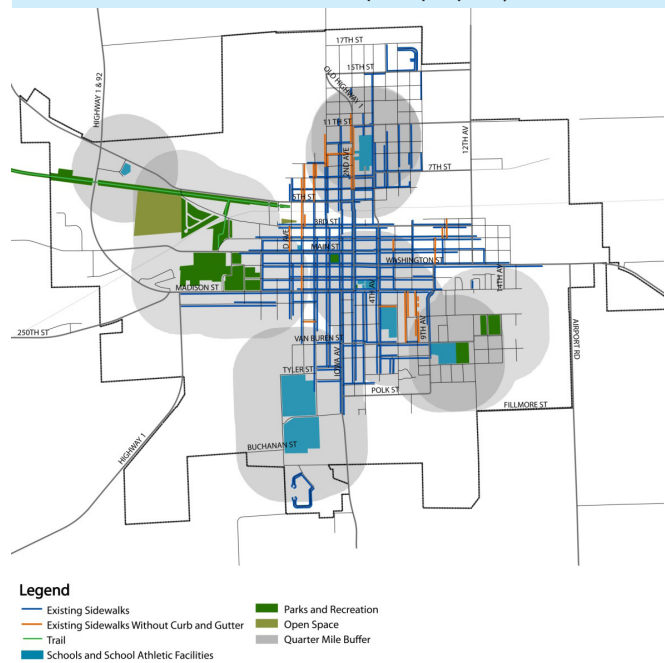 17TH ST
15TH ST
OLD HIGHWAY 1
HIGHWAY 1 & 92
11TH ST
12TH AV
2ND AVE
7TH ST
5TH ST
3RD ST
D AVE
MAIN ST
WASHINGTON ST
MADISON ST
4TH AV
14TH AV
9TH AV
250TH ST
VAN BUREN ST
IOWA AV
AIRPORT RD
TYLER ST
POLK ST
FILLMORE ST
HIGHWAY 1
BUCHANAN ST
Legend
Existing Sidewalks
Existing Sidewalks Without Curb and Gutter
Trail
Schools and School Athletic Facilities
Parks and Recreation
Open Space
Quarter Mile Buffer